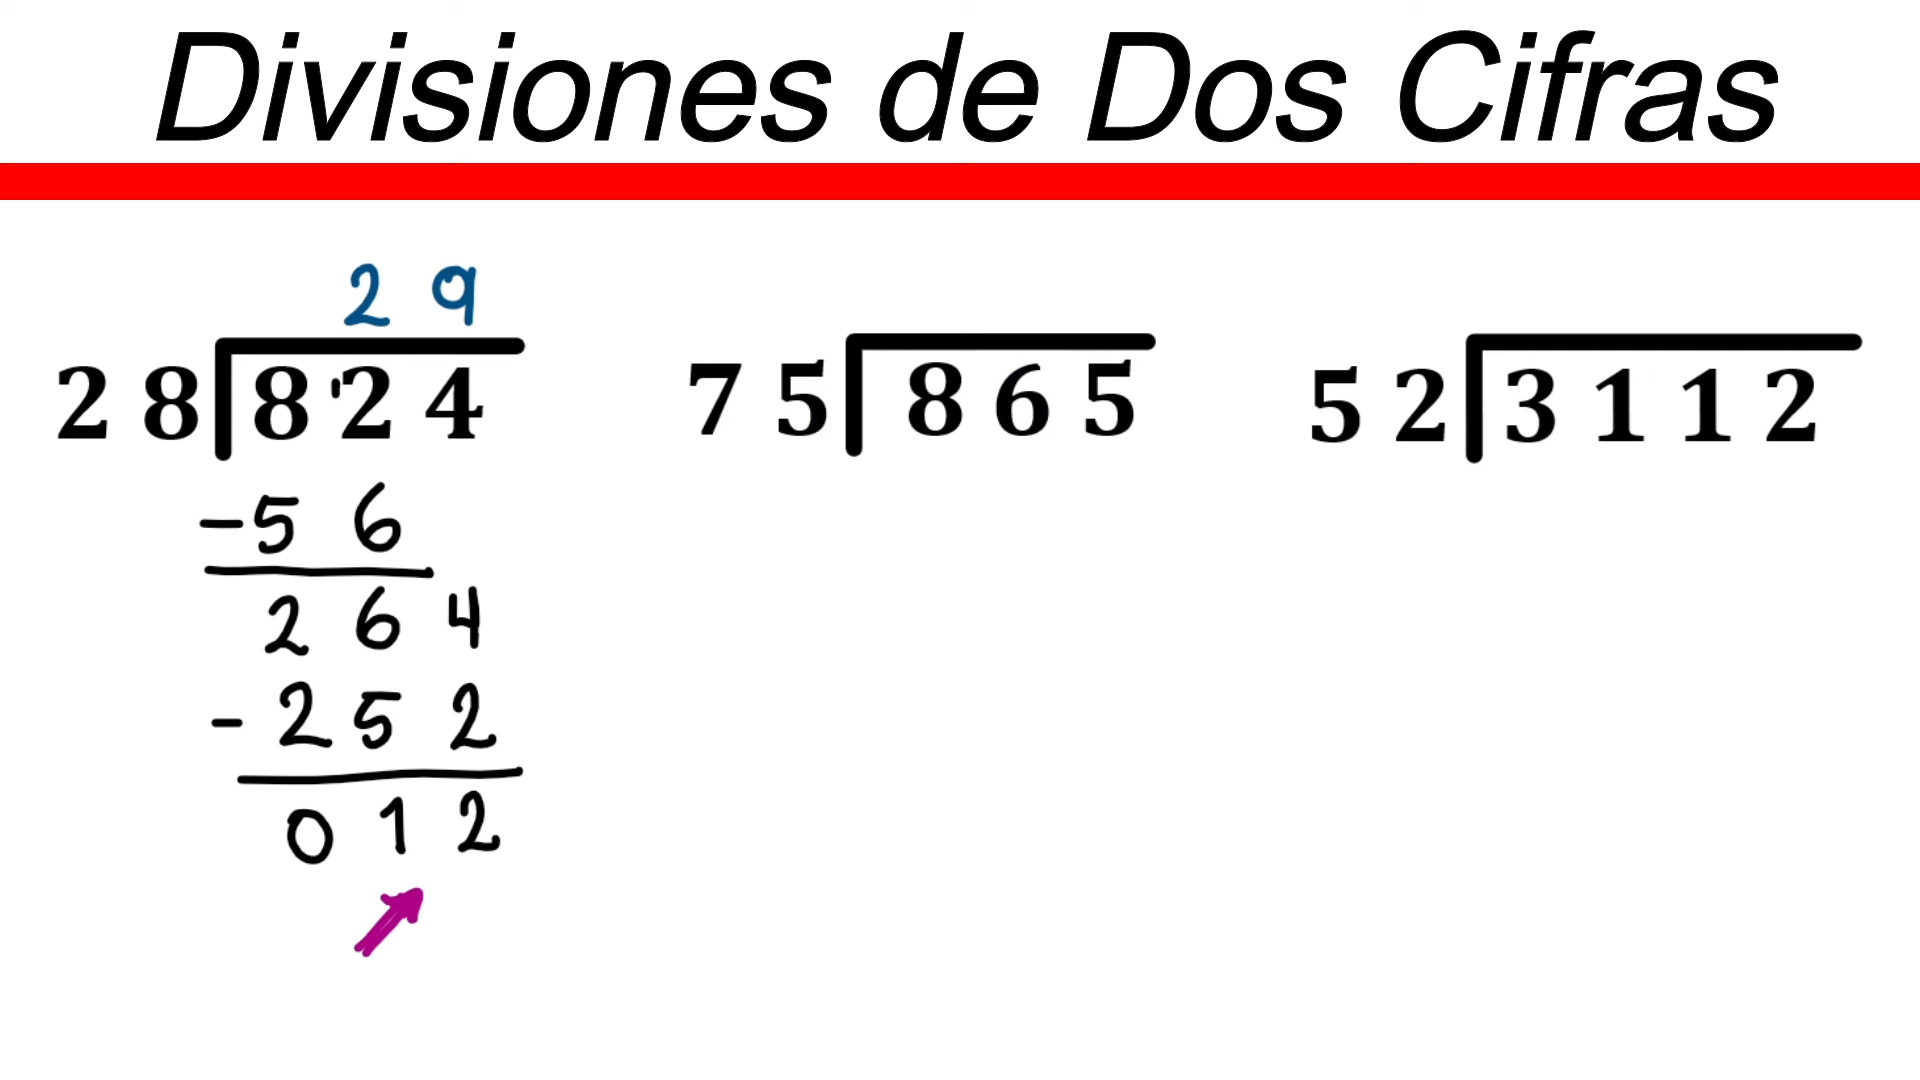 Divisiones de Dos Cifras
2 9
2 8 8 '2 4
7 5 8 6 5
5 2 3 1 1 2
- 5 6
2 6 4
- 2 5 2
0 1 2